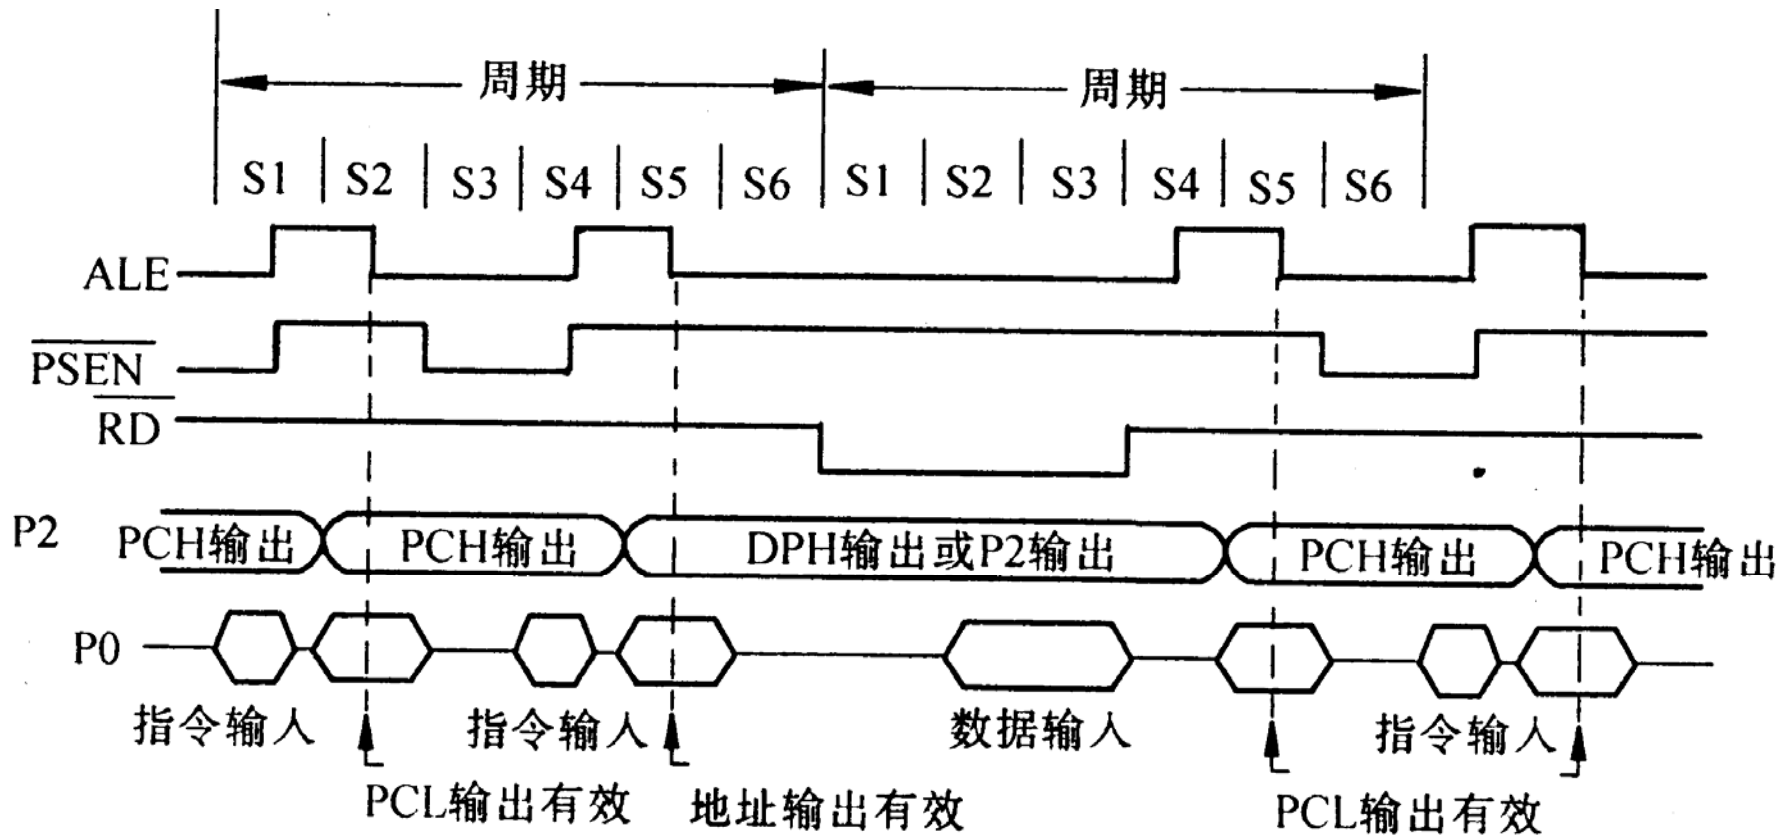 周期 周期
S1 S2 S3 S4 S5 S6 S1 S2 S3 S4 S5 S6
ALE
PSEN
RD
P2 PCH输出 PCH输出 DPH输出或P2输出 PCH输出 PCH输出
P0
指令输入 指令输入 数据输入 指令输入
PCL输出有效 地址输出有效 PCL输出有效